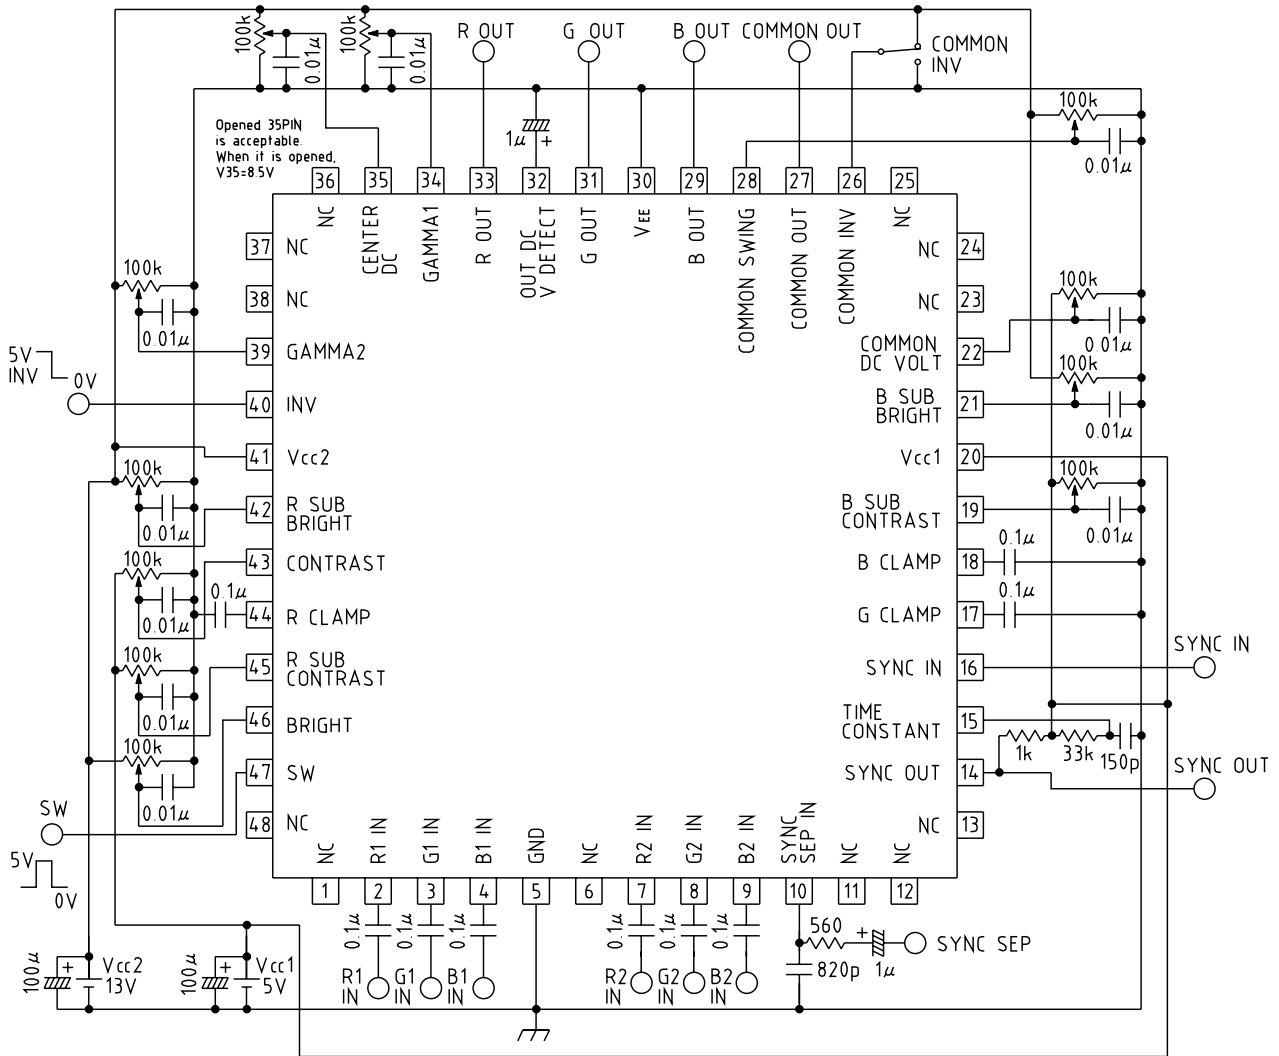 R OUT
G OUT
B OUT
COMMON OUT
COMMON
INV
100k
0.01μ
100k
0.01μ
100k
0.01μ
Opened 35PIN
is acceptable.
When it is opened,
V35=8.5V
1μ
+
36
35
34
33
32
31
30
29
28
27
26
25
NC
CENTER
DC
GAMMA1
R OUT
OUT DC
V DETECT
G OUT
VEE
B OUT
COMMON SWING
COMMON OUT
COMMON INV
NC
37
NC
NC
24
100k
0.01μ
38
NC
NC
23
100k
0.01μ
39
GAMMA2
COMMON
DC VOLT
22
5V
INV
0V
40
INV
B SUB
BRIGHT
21
100k
0.01μ
41
Vcc2
Vcc1
20
100k
0.01μ
42
R SUB
BRIGHT
B SUB
CONTRAST
19
100k
0.01μ
43
CONTRAST
B CLAMP
18
0.1μ
100k
0.01μ
0.1μ
44
R CLAMP
G CLAMP
17
0.1μ
45
R SUB
CONTRAST
SYNC IN
16
SYNC IN
100k
0.01μ
46
BRIGHT
TIME
CONSTANT
15
1k
33k
150p
100k
0.01μ
47
SW
SYNC OUT
14
SYNC OUT
SW
48
NC
NC
13
5V
0V
NC
R1 IN
G1 IN
B1 IN
GND
NC
R2 IN
G2 IN
B2 IN
SYNC
SEP IN
NC
NC
1
2
3
4
5
6
7
8
9
10
11
12
0.1μ
0.1μ
0.1μ
0.1μ
0.1μ
0.1μ
560
+
1μ
SYNC SEP
820p
100μ
+
Vcc2
13V
100μ
+
Vcc1
5V
R1
IN
G1
IN
B1
IN
R2
IN
G2
IN
B2
IN